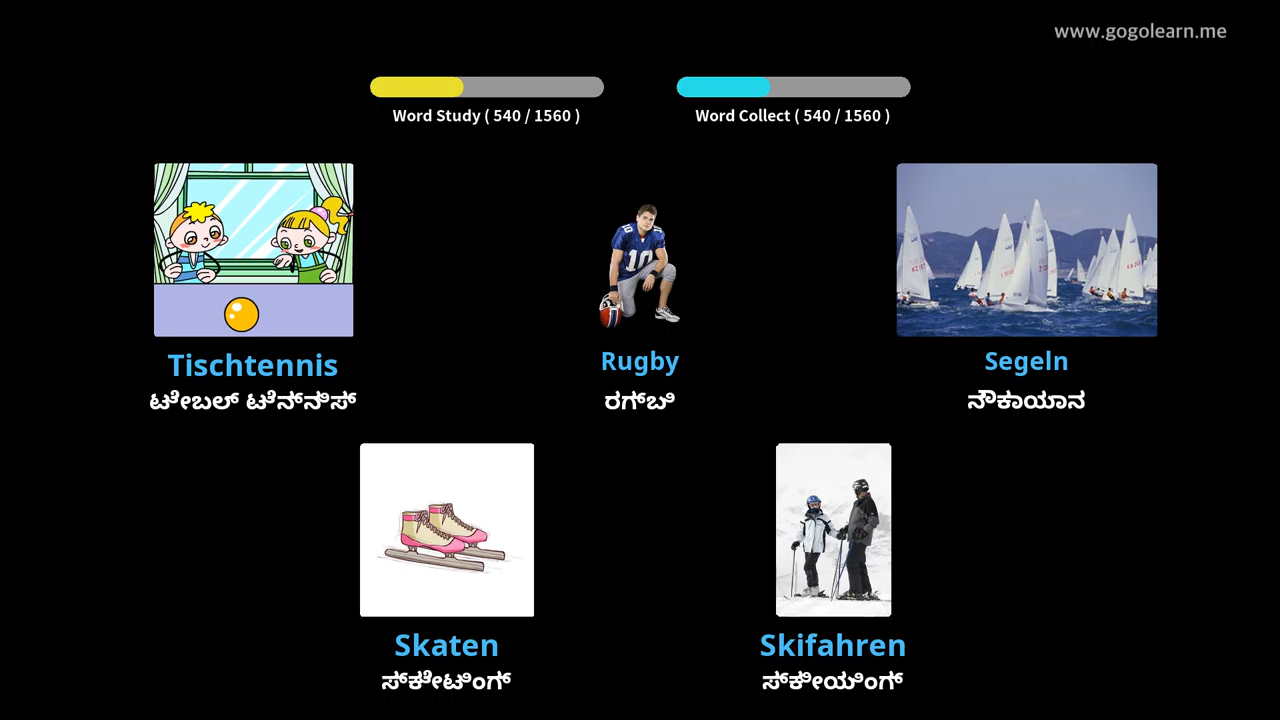 www.gogolearn.me
Word Study ( 540 / 1560 )
Word Collect ( 540 / 1560 )
Tischtennis
ಟೇಬಲ್ ಟೆನ್ನಿಸ್
Rugby
ರಗ್ಬಿ
Segeln
ನೌಕಾಯಾನ
Skaten
ಸ್ಕೇಟಿಂಗ್
Skifahren
ಸ್ಕೀಯಿಂಗ್